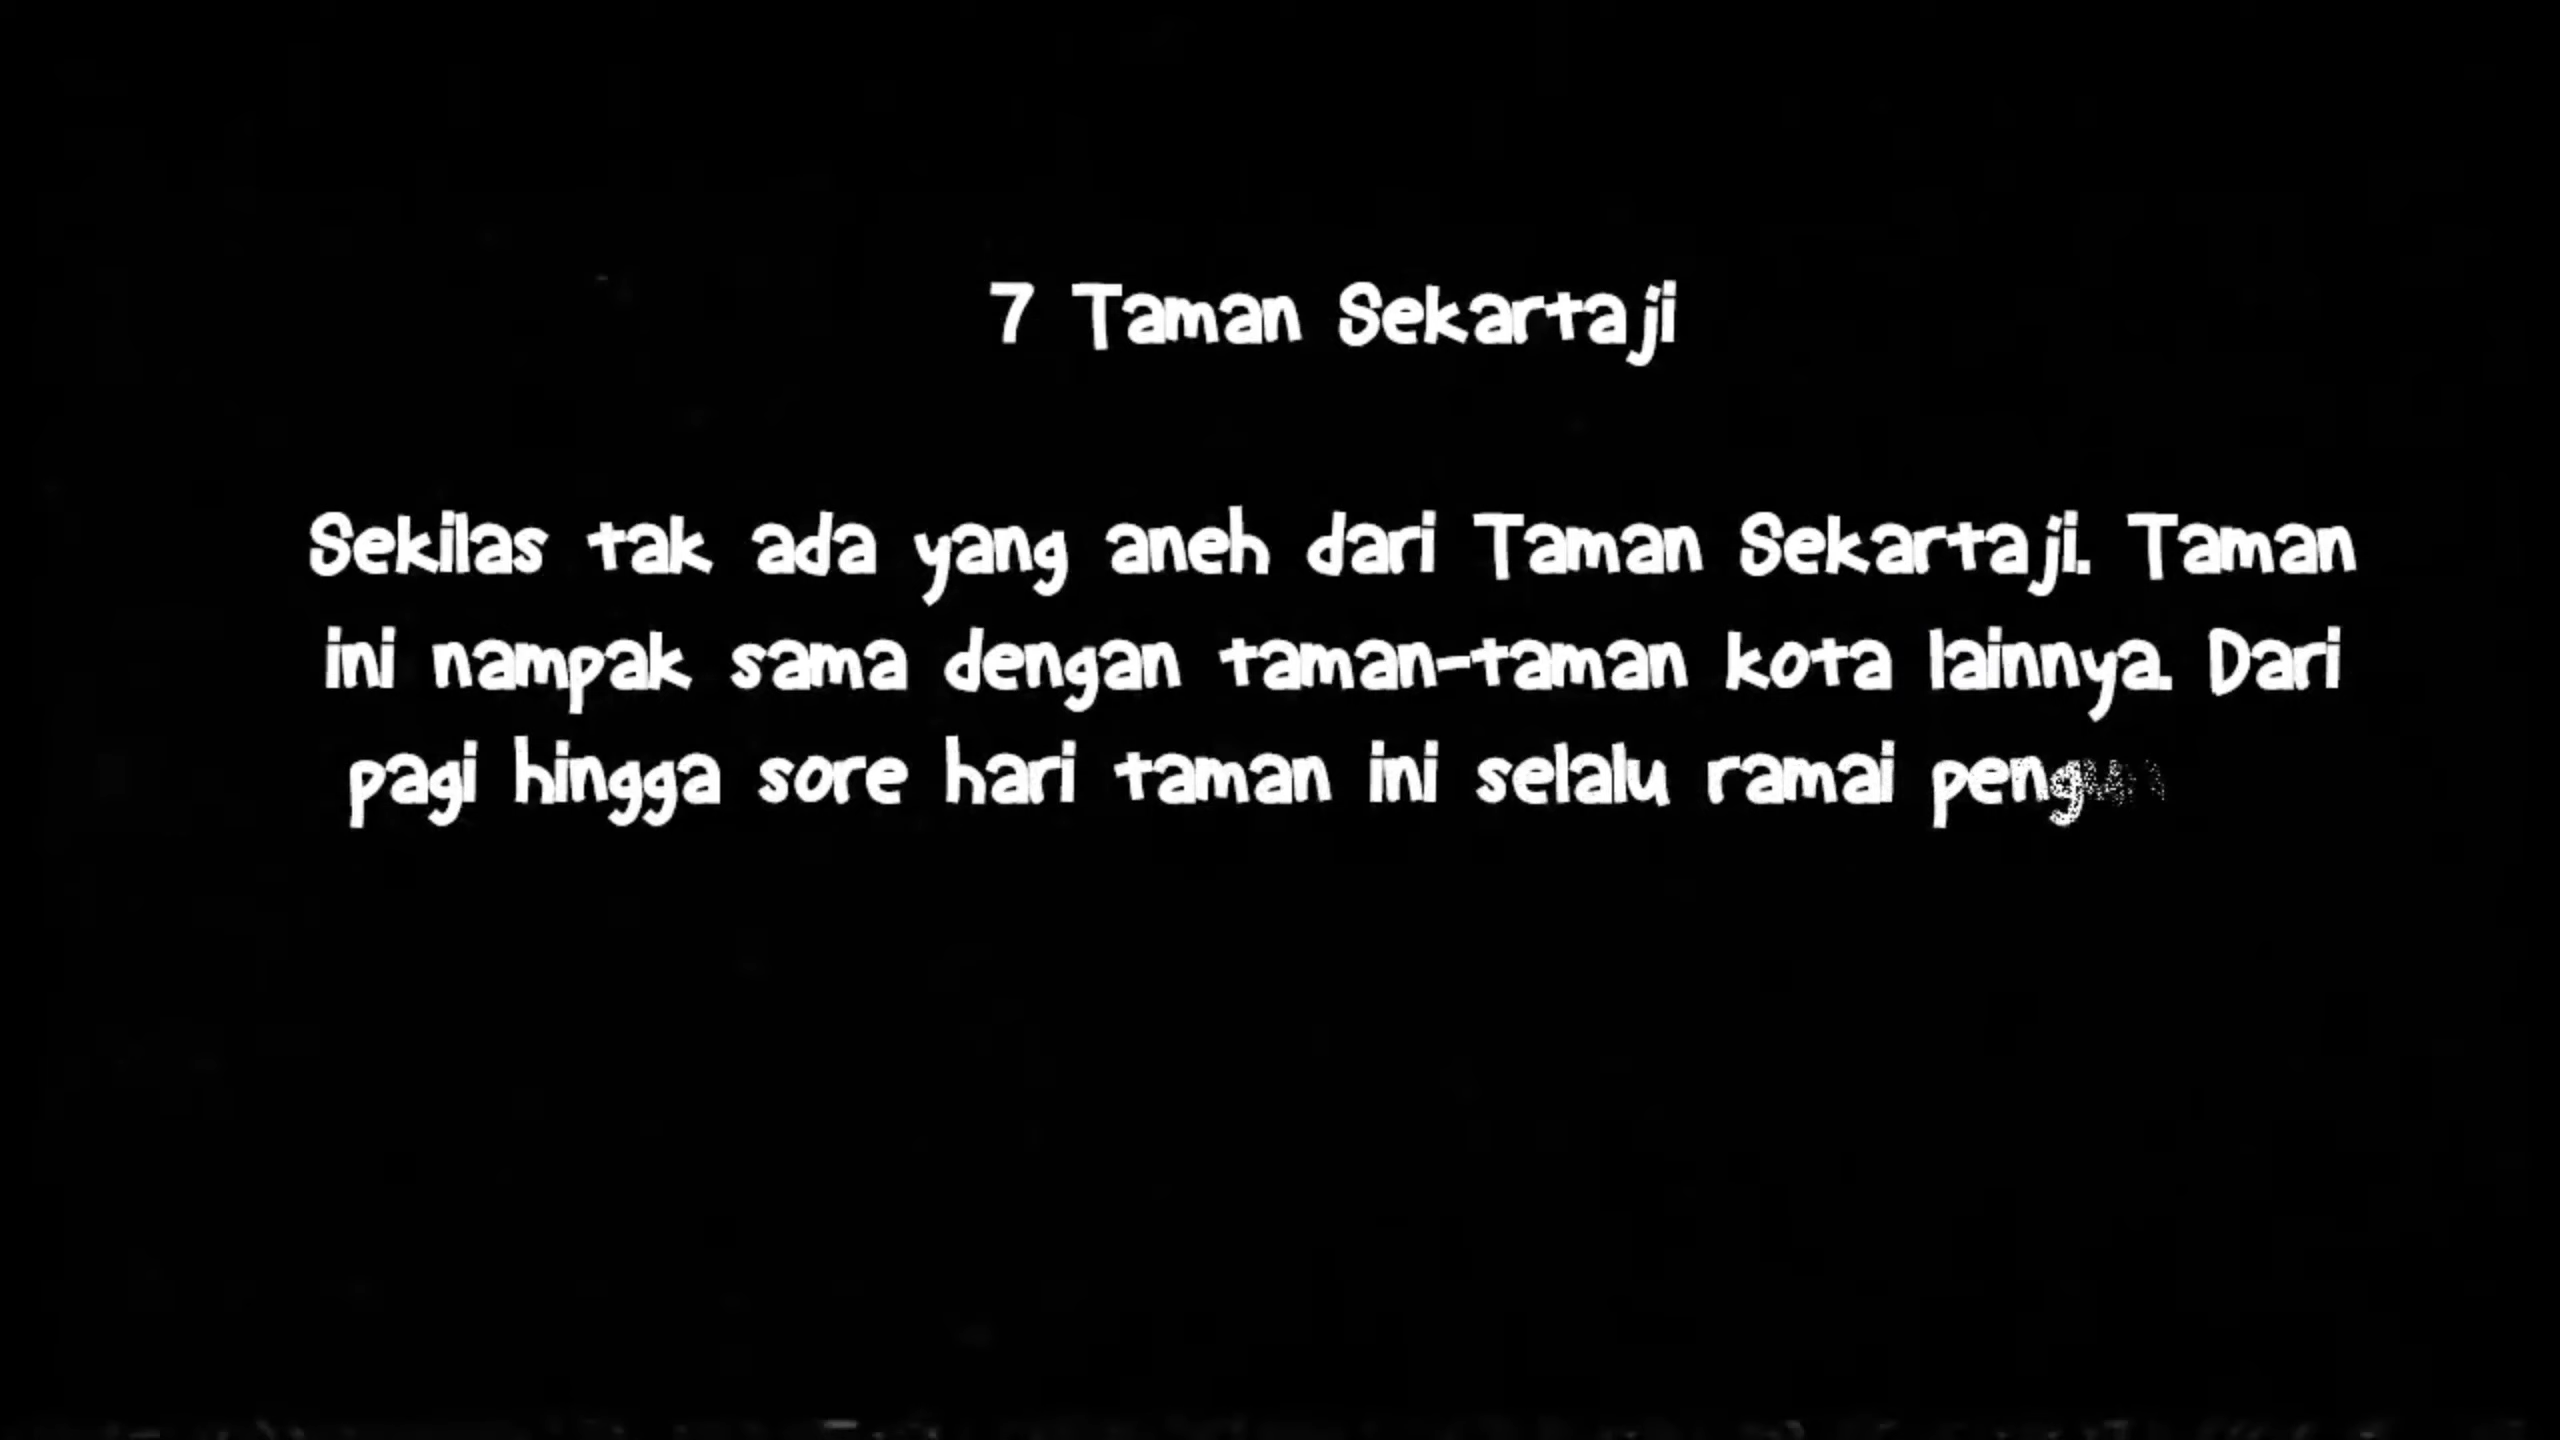 7 Taman Sekartaji
Sekilas tak ada yang aneh dari Taman Sekartaji. Taman
ini nampak sama dengan taman-taman kota lainnya. Dari
pagi hingga sore hari taman ini selalu ramai